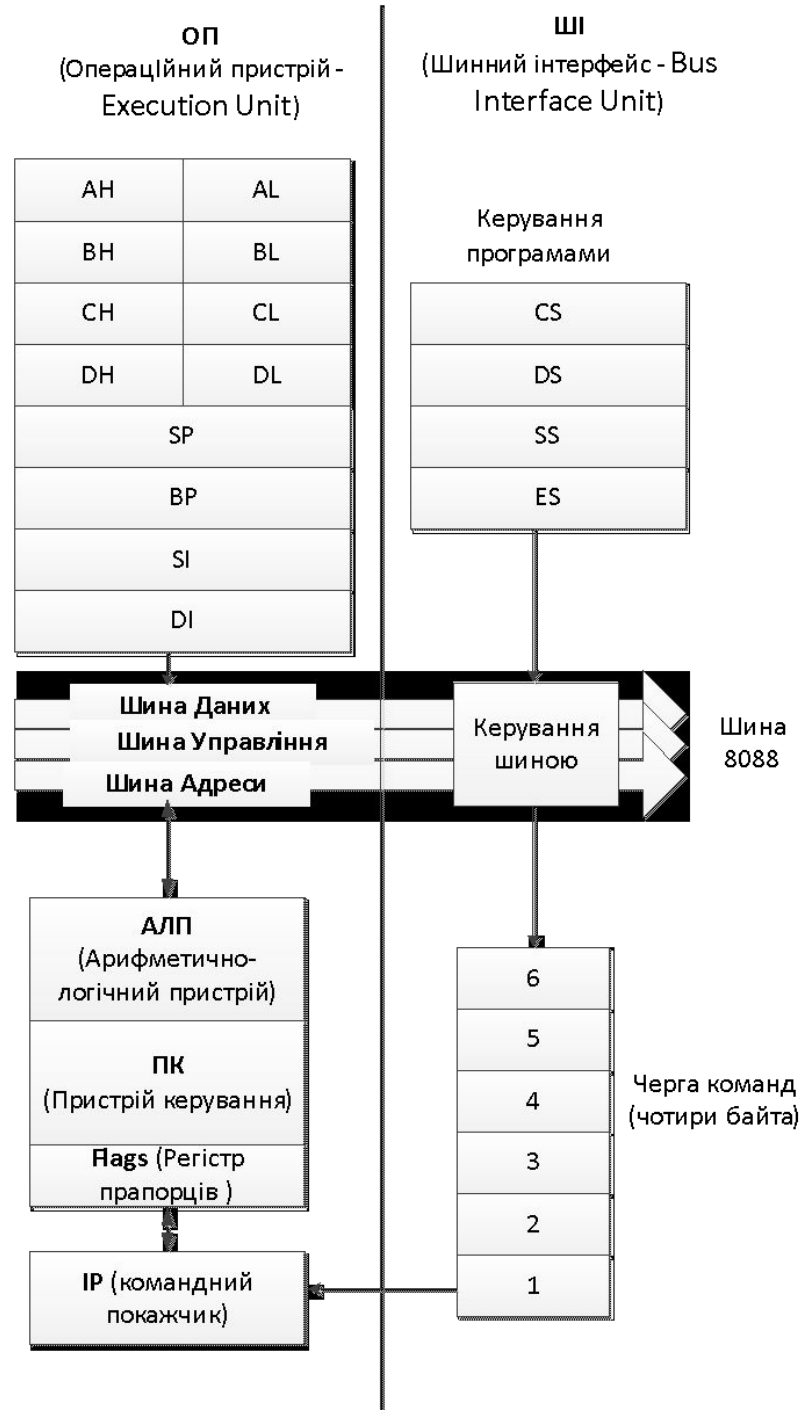 ОП
(Операційний пристрій -
Execution Unit)
ШІ
(Шинний інтерфейс - Bus
Interface Unit)
AH
AL
BH
BL
CH
CL
DH
DL
SP
BP
SI
DI
Керування
програмами
CS
DS
SS
ES
Шина Даних
Шина Управління
Шина Адреси
Керування
шиною
Шина
8088
АЛП
(Арифметично-
логічний пристрій)
ПК
(Пристрій керування)
Flags (Регістр
прапорців )
IP (командний
покажчик)
6
5
4
3
2
1
Черга команд
(чотири байта)